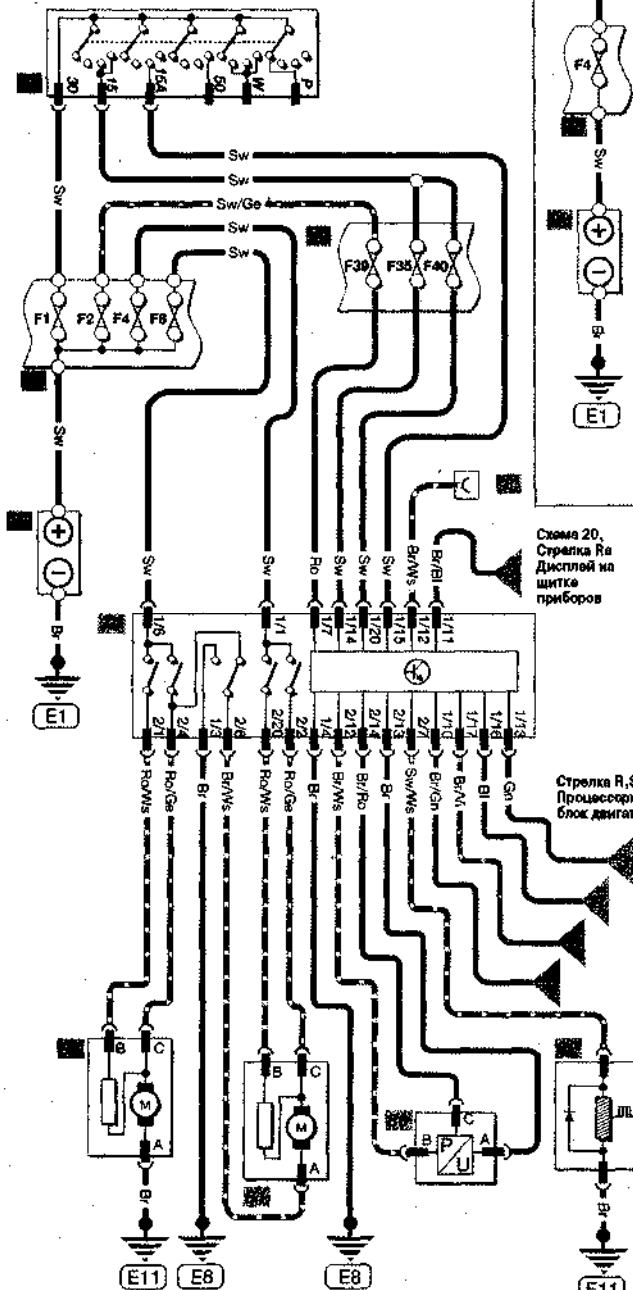 30 15 15A 50 W P
F4
Sw
Sw
Sw
Sw/Ge
Sw
Sw
Sw
F39 F35 F40
F1 F2 F4 F8
Sw
Br
E1
Схема 20,
Стрелка Ra
Дисплей на
щитке
приборов
Sw Sw Ro Sw Sw Sw Br/Ws Br/Bl
Br
E1
1/6 1/1 1/7 1/14 1/20 1/15 1/12 1/11
2/1 2/4 1/3 2/6 2/20 2/2 1/4 2/12 2/14 2/13 2/7 1/10 1/17 1/16 1/13
Ro/Ws Ro/Ge Br Br/Ws Ro/Ws Ro/Ge Br Br/Ws Br/Ro Br Sw/Ws Br/Gn Br/Vi Bl Gn
Стрелка R,S
Процессорн
блок двигат
B C
M
A
B C
M
A
C
B P U A
Br
Br
E11 E8 E8 E11